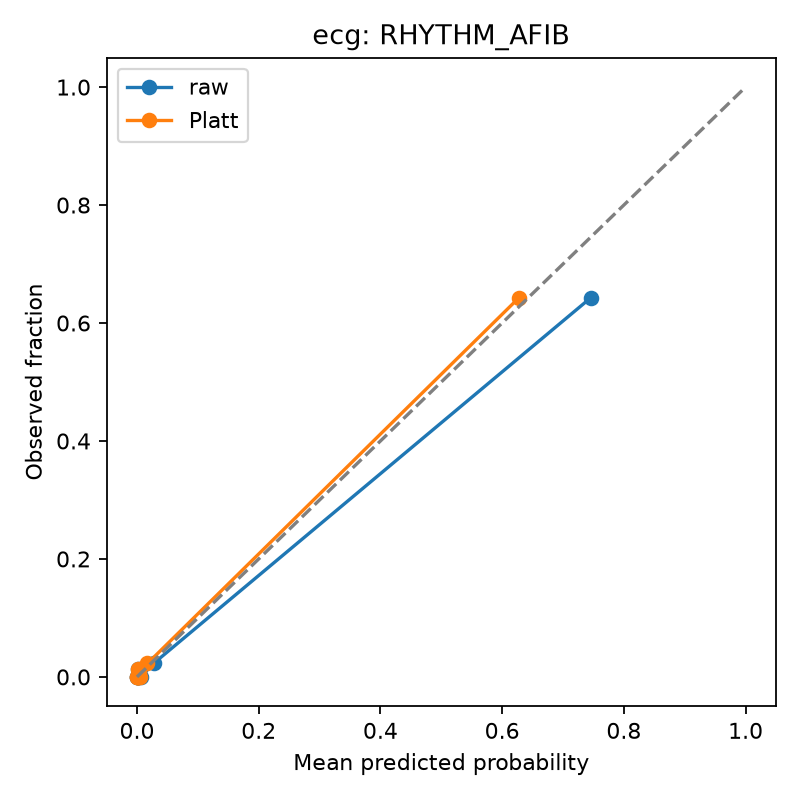 ecg: RHYTHM_AFIB
raw
Platt
Observed fraction
1.0
0.8
0.6
0.4
0.2
0.0
0.0 0.2 0.4 0.6 0.8 1.0
Mean predicted probability